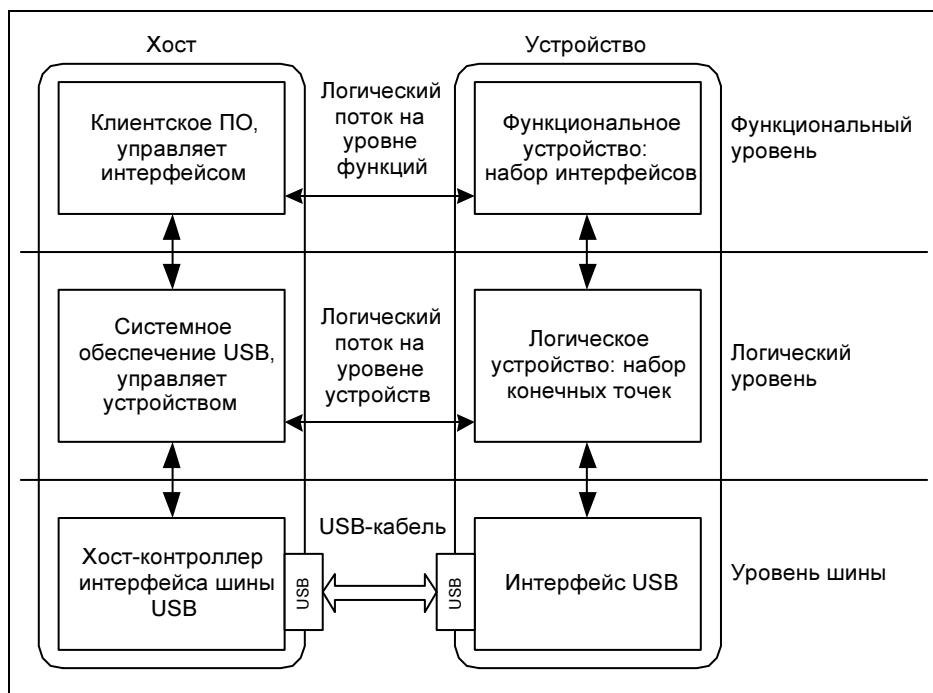 Хост
Устройство
Клиентское ПО,
управляет
интерфейсом
Логический
поток на
уровне
функций
Функциональное
устройство:
набор интерфейсов
Функциональный
уровень
Системное
обеспечение USB,
управляет
устройством
Логический
поток на
уровене
устройств
Логическое
устройство: набор
конечных точек
Логический
уровень
Хост-контроллер
интерфейса шины
USB
USB
USB-кабель
USB
Интерфейс USB
Уровень шины